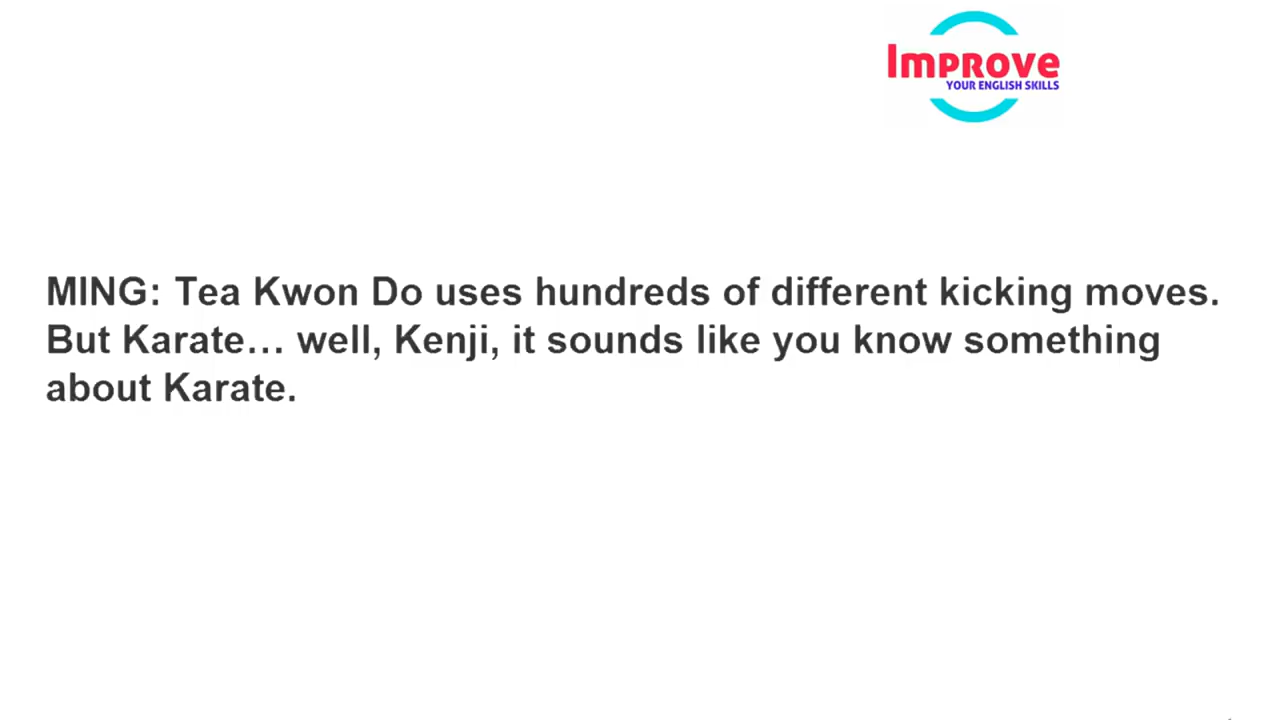 Improve
YOUR ENGLISH SKILLS
MING: Tea Kwon Do uses hundreds of different kicking moves.
But Karate… well, Kenji, it sounds like you know something
about Karate.